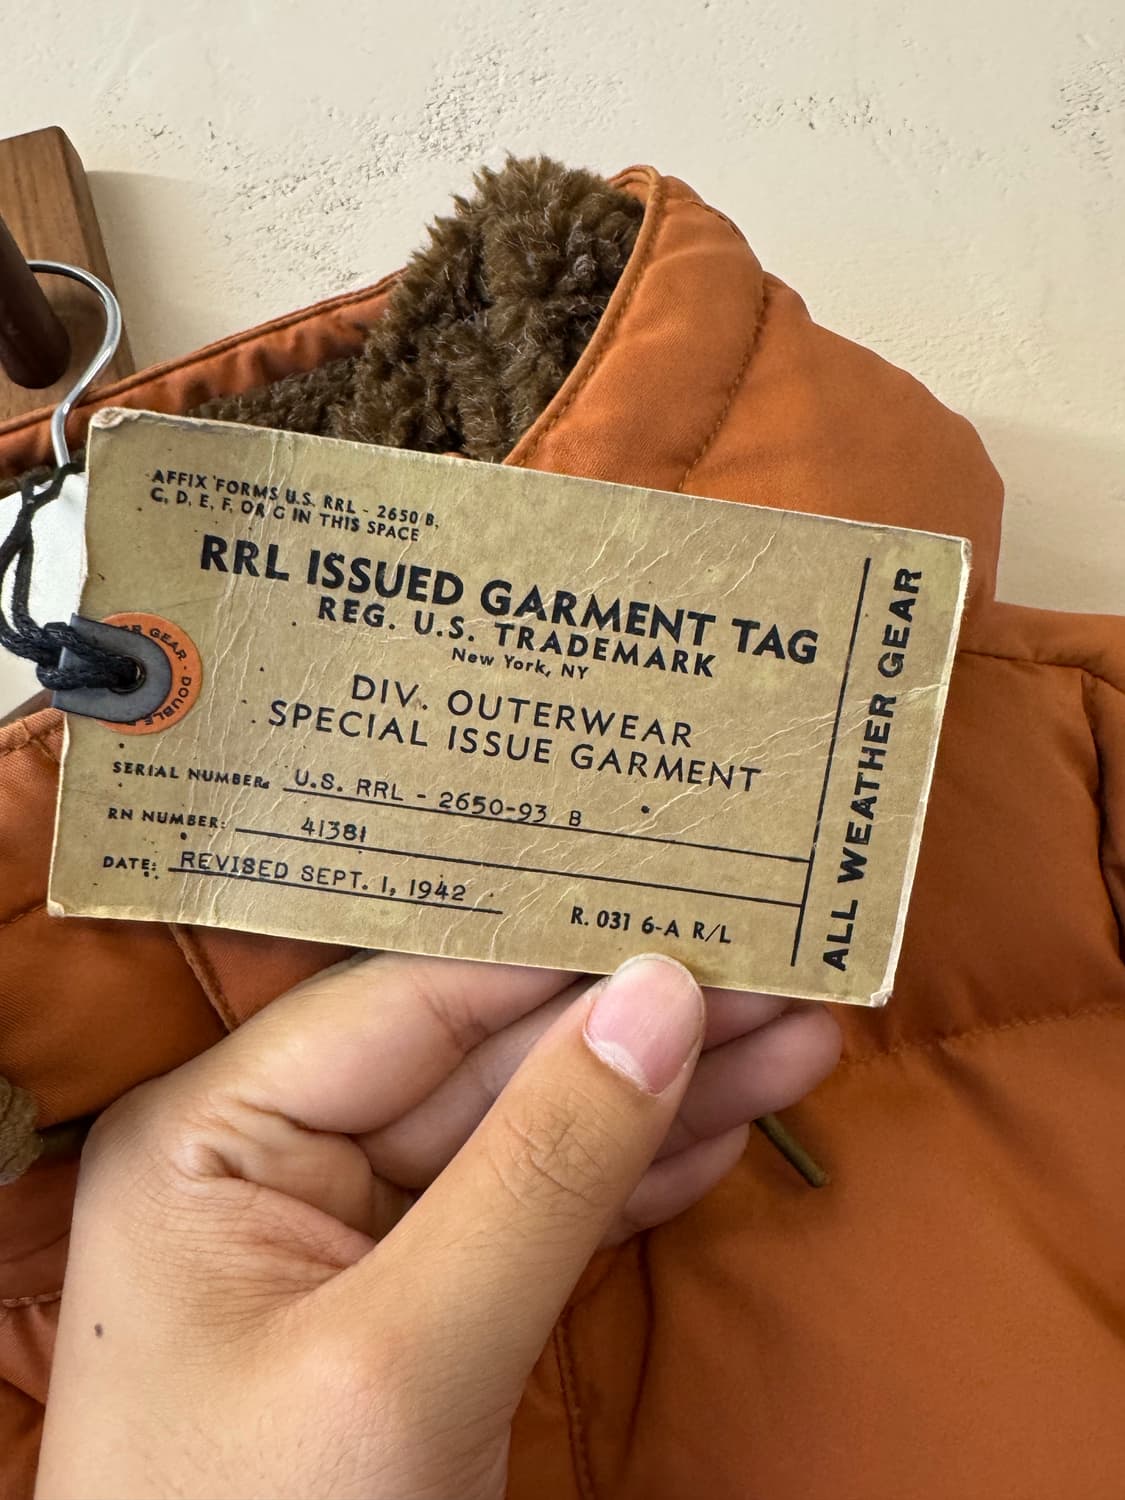 AFFIX FORMS U.S. RRL - 2650 B,
C, D, E, F, OR G IN THIS SPACE
RRL ISSUED GARMENT TAG
REG. U.S. TRADEMARK
New York, NY
DIV. OUTERWEAR
SPECIAL ISSUE GARMENT
SERIAL NUMBER: U.S. RRL - 2650-93 B
RN NUMBER: 41381
DATE: REVISED SEPT. 1, 1942
R. 031 6-A R/L
ALL WEATHER GEAR
GEAR · DOUBLE